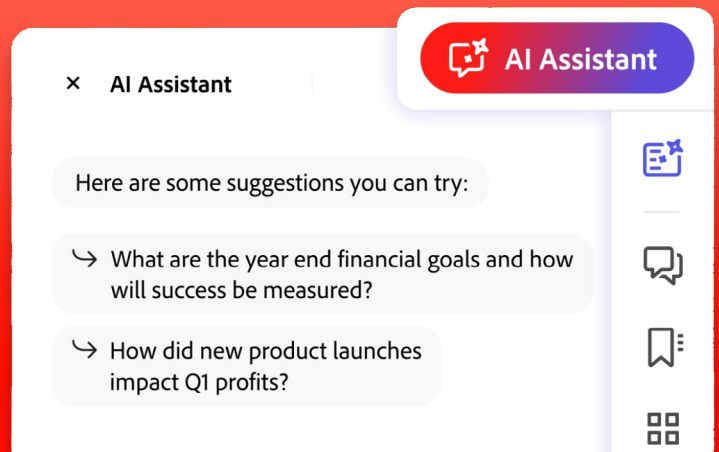 AI Assistant
AI Assistant
Here are some suggestions you can try:
What are the year end financial goals and how
will success be measured?
How did new product launches
impact Q1 profits?